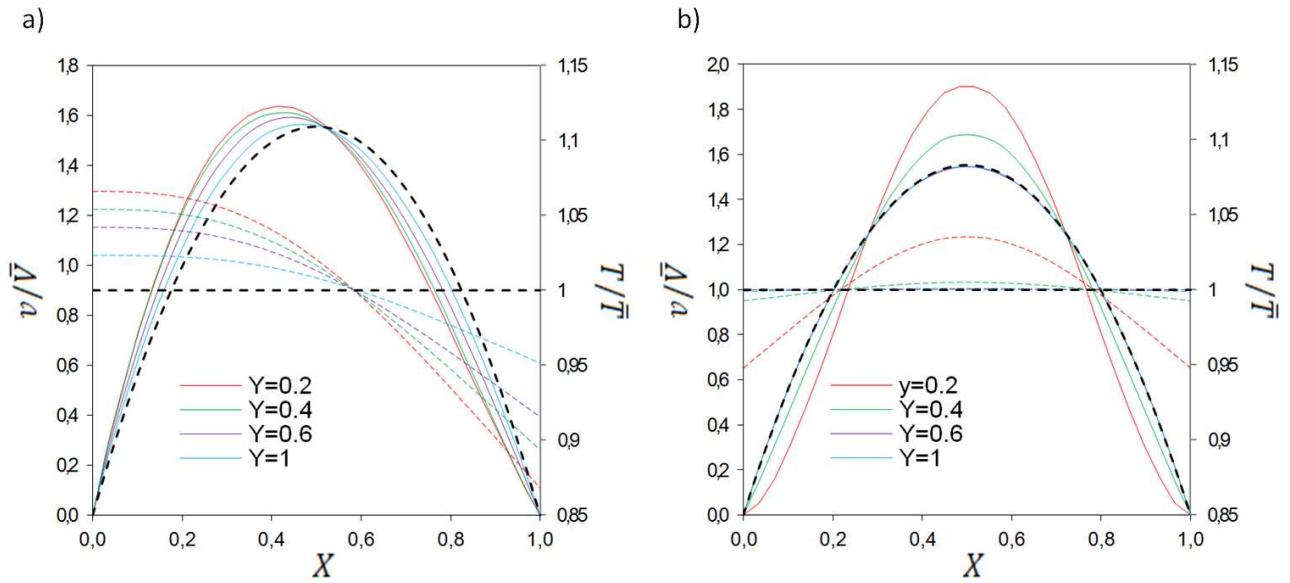 a)
1,8
1,6
1,4
1,2
1,0
0,8
0,6
0,4
0,2
0,0
v/V̄
1,15
1,1
1,05
1
0,95
0,9
0,85
T/T̄
Y=0.2
Y=0.4
Y=0.6
Y=1
0,0 0,2 0,4 0,6 0,8 1,0
X
b)
2,0
1,8
1,6
1,4
1,2
1,0
0,8
0,6
0,4
0,2
0,0
v/V̄
1,15
1,1
1,05
1
0,95
0,9
0,85
T/T̄
y=0.2
Y=0.4
Y=0.6
Y=1
0,0 0,2 0,4 0,6 0,8 1,0
X